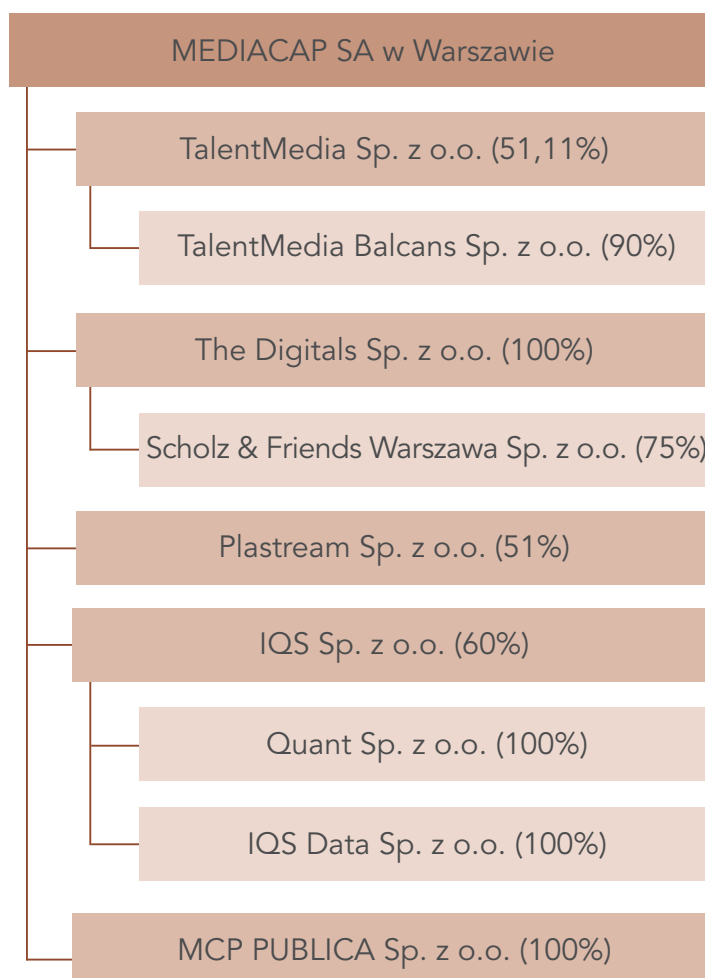 MEDIACAP SA w Warszawie
TalentMedia Sp. z o.o. (51,11%)
TalentMedia Balcans Sp. z o.o. (90%)
The Digitals Sp. z o.o. (100%)
Scholz & Friends Warszawa Sp. z o.o. (75%)
Plastream Sp. z o.o. (51%)
IQS Sp. z o.o. (60%)
Quant Sp. z o.o. (100%)
IQS Data Sp. z o.o. (100%)
MCP PUBLICA Sp. z o.o. (100%)